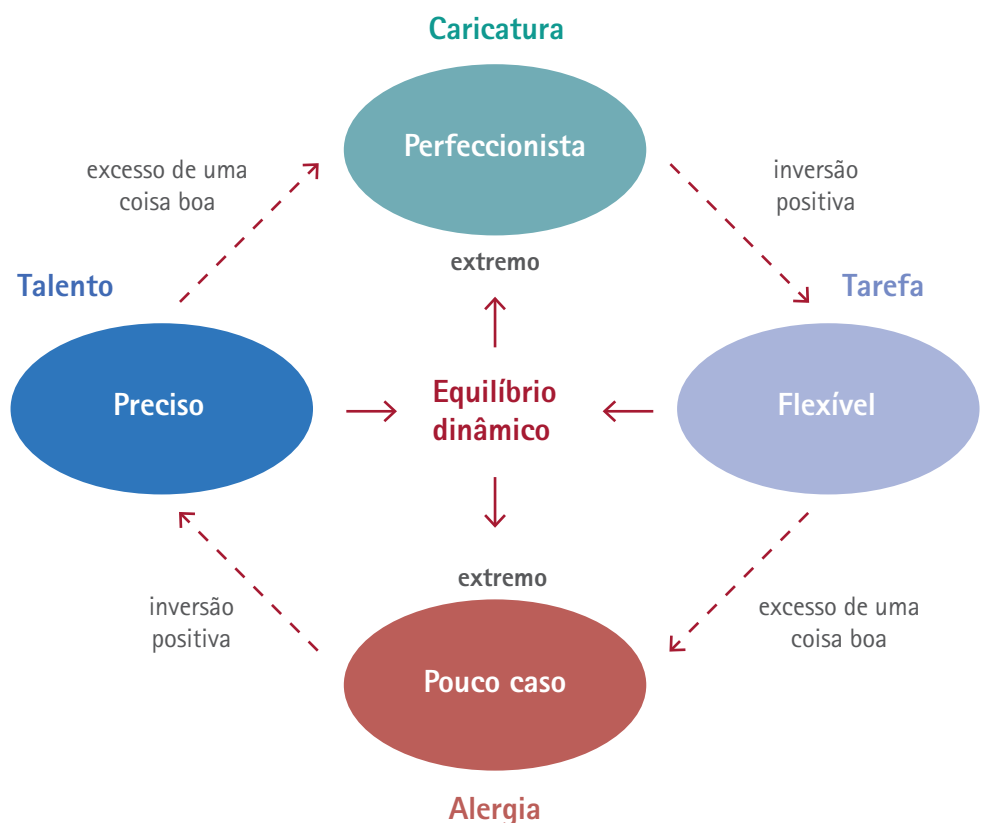 Caricatura
Perfeccionista
excesso de uma
coisa boa
inversão
positiva
extremo
Talento
Tarefa
Preciso
Equilíbrio
dinâmico
Flexível
extremo
inversão
positiva
excesso de uma
coisa boa
Pouco caso
Alergia